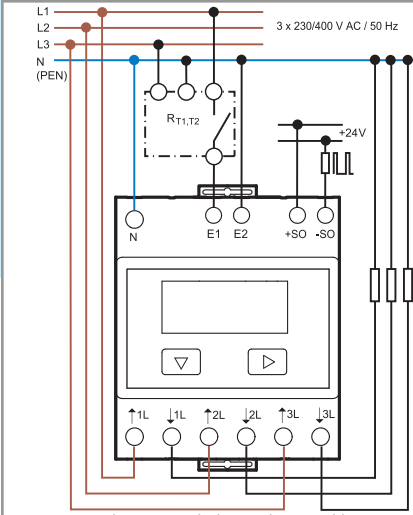 L1
L2
3 x 230/400 V AC / 50 Hz
L3
N
(PEN)
RT1,T2
+24V
N
E1
E2
+SO
-SO
↑1L
↓1L
↑2L
↓2L
↑3L
↓3L